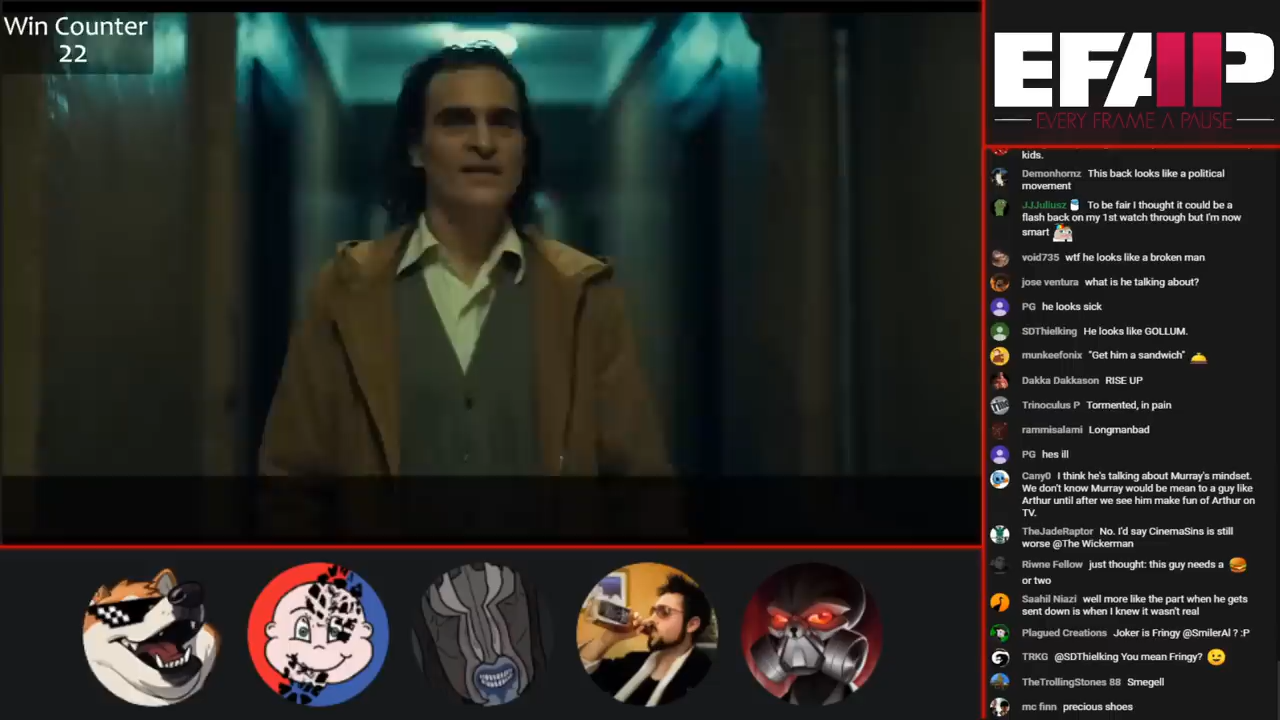 Win Counter
22
EFAP
EVERY FRAME A PAUSE
kids.
Demonhornz This back looks like a political
movement
JJJuliusz To be fair I thought it could be a
flash back on my 1st watch through but I'm now
smart
void735 wtf he looks like a broken man
jose ventura what is he talking about?
PG he looks sick
SDThielking He looks like GOLLUM.
munkeefonix "Get him a sandwich"
Dakka Dakkason RISE UP
Trinoculus P Tormented, in pain
rammisalami Longmanbad
PG hes ill
Cany0 I think he's talking about Murray's mindset.
We don't know Murray would be mean to a guy like
Arthur until after we see him make fun of Arthur on
TV.
TheJadeRaptor No. I'd say CinemaSins is still
worse @The Wickerman
Riwne Fellow just thought: this guy needs a
or two
Saahil Niazi well more like the part when he gets
sent down is when I knew it wasn't real
Plagued Creations Joker is Fringy @SmilerAl ? :P
TRKG @SDThielking You mean Fringy?
TheTrollingStones 88 Smegell
mc finn precious shoes